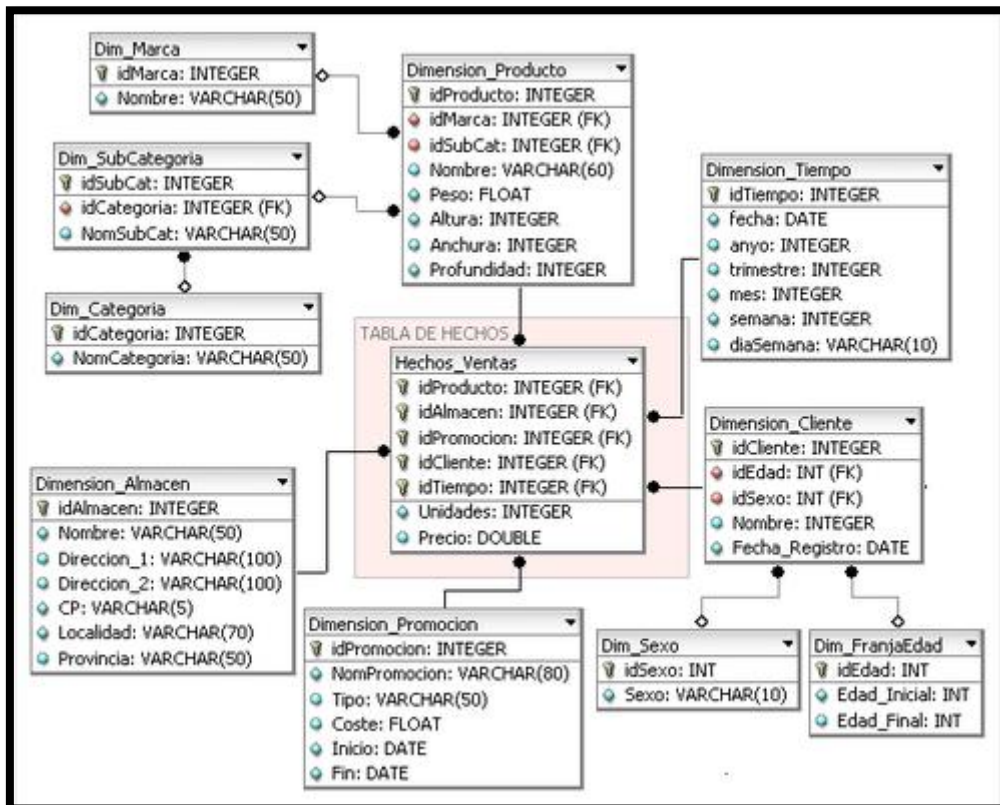 Dim_Marca
idMarca: INTEGER
Nombre: VARCHAR(50)
Dimension_Producto
idProducto: INTEGER
idMarca: INTEGER (FK)
idSubCat: INTEGER (FK)
Nombre: VARCHAR(60)
Peso: FLOAT
Altura: INTEGER
Anchura: INTEGER
Profundidad: INTEGER
Dim_SubCategoria
idSubCat: INTEGER
idCategoria: INTEGER (FK)
NomSubCat: VARCHAR(50)
Dim_Categoria
idCategoria: INTEGER
NomCategoria: VARCHAR(50)
Dimension_Tiempo
idTiempo: INTEGER
fecha: DATE
anyo: INTEGER
trimestre: INTEGER
mes: INTEGER
semana: INTEGER
diaSemana: VARCHAR(10)
TABLA DE HECHOS
Hechos_Ventas
idProducto: INTEGER (FK)
idAlmacen: INTEGER (FK)
idPromocion: INTEGER (FK)
idCliente: INTEGER (FK)
idTiempo: INTEGER (FK)
Unidades: INTEGER
Precio: DOUBLE
Dimension_Cliente
idCliente: INTEGER
idEdad: INT (FK)
idSexo: INT (FK)
Nombre: INTEGER
Fecha_Registro: DATE
Dimension_Almacen
idAlmacen: INTEGER
Nombre: VARCHAR(50)
Direccion_1: VARCHAR(100)
Direccion_2: VARCHAR(100)
CP: VARCHAR(5)
Localidad: VARCHAR(70)
Provincia: VARCHAR(50)
Dimension_Promocion
idPromocion: INTEGER
NomPromocion: VARCHAR(80)
Tipo: VARCHAR(50)
Coste: FLOAT
Inicio: DATE
Fin: DATE
Dim_Sexo
idSexo: INT
Sexo: VARCHAR(10)
Dim_FranjaEdad
idEdad: INT
Edad_Inicial: INT
Edad_Final: INT